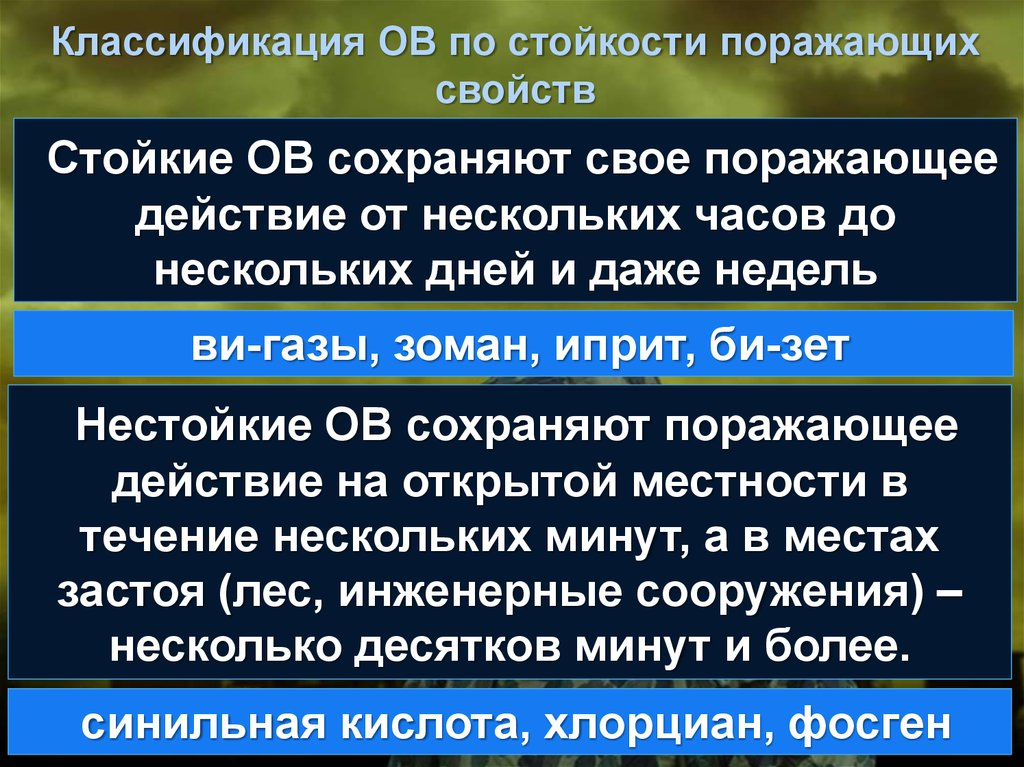 Классификация ОВ по стойкости поражающих
свойств
Стойкие ОВ сохраняют свое поражающее
действие от нескольких часов до
нескольких дней и даже недель
ви-газы, зоман, иприт, би-зет
Нестойкие ОВ сохраняют поражающее
действие на открытой местности в
течение нескольких минут, а в местах
застоя (лес, инженерные сооружения) –
несколько десятков минут и более.
синильная кислота, хлорциан, фосген